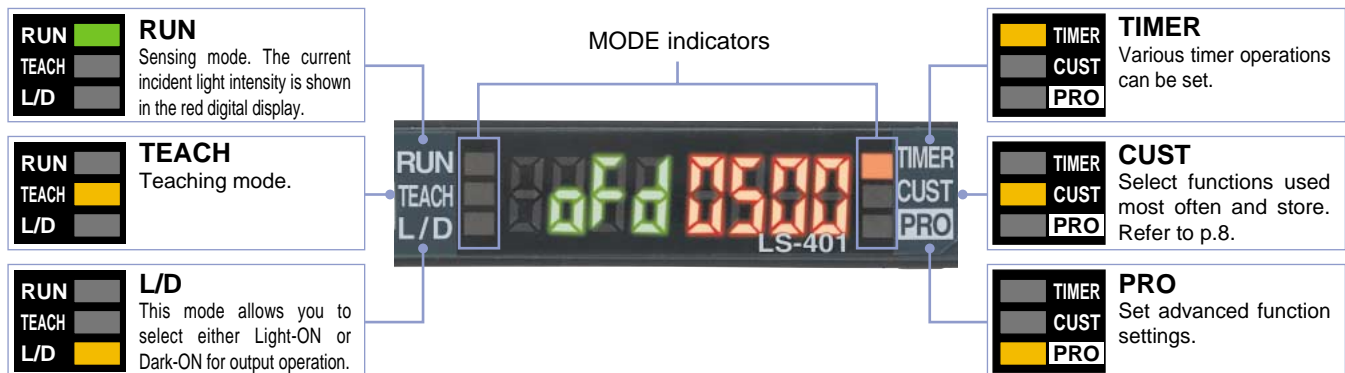 RUN
TEACH
L/D
RUN
Sensing mode. The current
incident light intensity is shown
in the red digital display.
RUN
TEACH
L/D
TEACH
Teaching mode.
RUN
TEACH
L/D
L/D
This mode allows you to
select either Light-ON or
Dark-ON for output operation.
MODE indicators
RUN
TEACH
L/D
oFd 0500
LS-401
TIMER
CUST
PRO
TIMER
CUST
PRO
TIMER
Various timer operations
can be set.
TIMER
CUST
PRO
CUST
Select functions used
most often and store.
Refer to p.8.
TIMER
CUST
PRO
PRO
Set advanced function
settings.